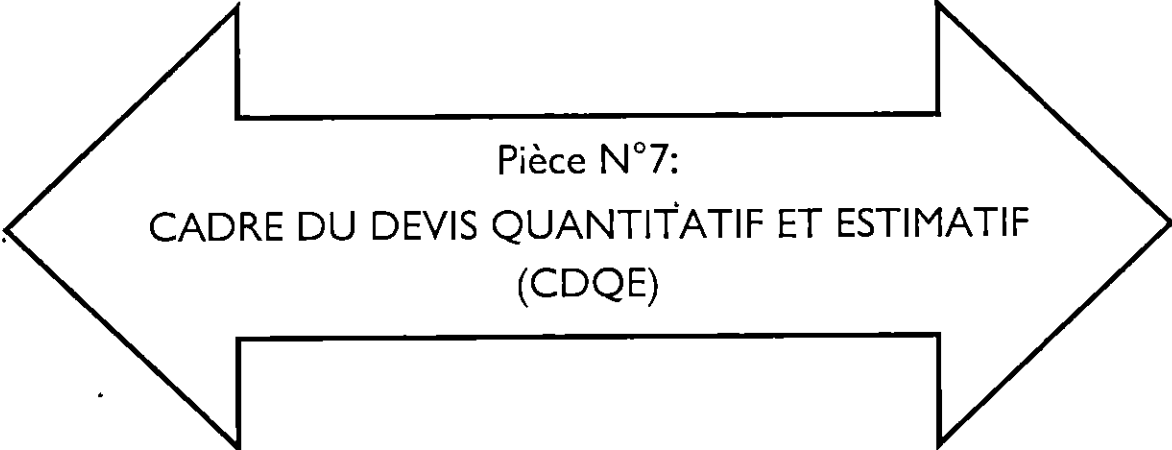 Pièce N°7:
CADRE DU DEVIS QUANTITATIF ET ESTIMATIF
(CDQE)